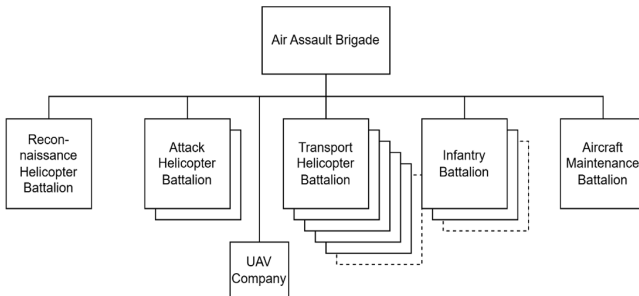 Air Assault Brigade
Recon-
naissance
Helicopter
Battalion
Attack
Helicopter
Battalion
Transport
Helicopter
Battalion
Infantry
Battalion
Aircraft
Maintenance
Battalion
UAV
Company